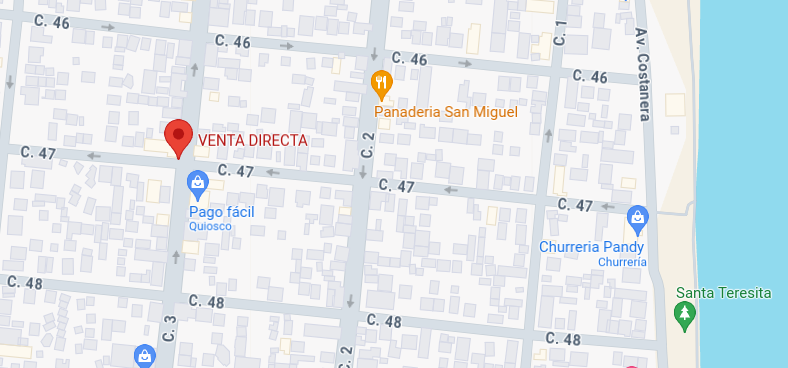 C. 46
C. 46
C. 46
C. 46
C. 1
Av. Costanera
Panaderia San Miguel
VENTA DIRECTA
C. 2
C. 47
C. 47
C. 47
C. 47
Pago fácil
Quiosco
Churreria Pandy
Churrería
Santa Teresita
C. 48
C. 48
C. 48
C. 48
C. 3
C. 2